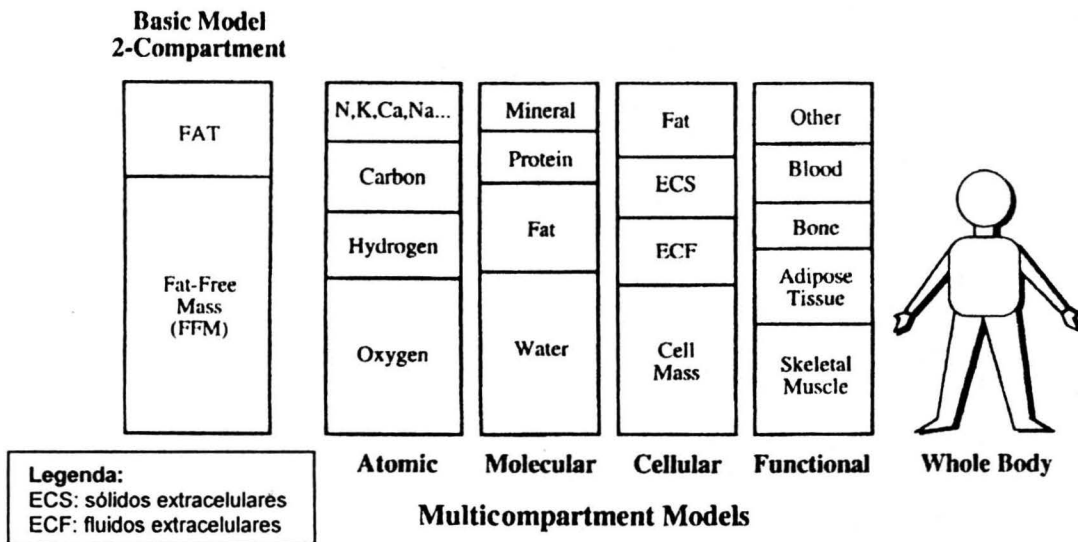 Basic Model
2-Compartment
FAT
Fat-Free
Mass
(FFM)
N,K,Ca,Na...
Carbon
Hydrogen
Oxygen
Atomic
Mineral
Protein
Fat
Water
Molecular
Fat
ECS
ECF
Cell
Mass
Cellular
Other
Blood
Bone
Adipose
Tissue
Skeletal
Muscle
Functional
Whole Body
Multicompartment Models
Legenda:
ECS: sólidos extracelulares
ECF: fluidos extracelulares